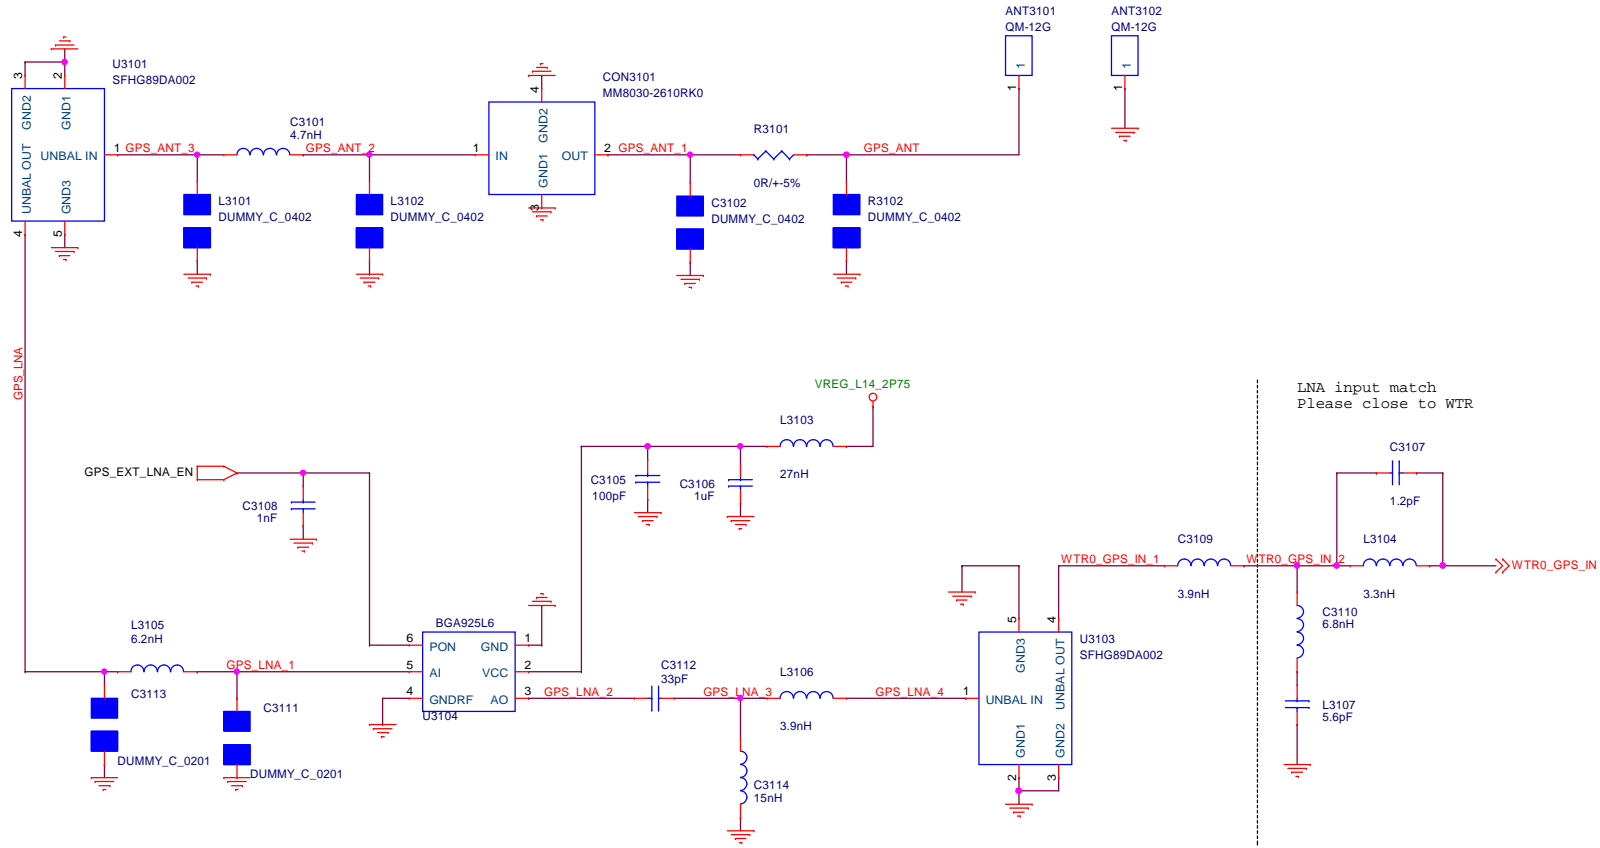 ANT3101
QM-12G
1
1
ANT3102
QM-12G
1
1
U3101
SFHG89DA002
3
2
GND2
GND1
UNBAL IN
UNBAL OUT
GND3
4
5
1
GPS_ANT_3
C3101
4.7nH
GPS_ANT_2
L3101
DUMMY_C_0402
L3102
DUMMY_C_0402
CON3101
MM8030-2610RK0
4
GND2
1
IN
OUT
GND1
3
2
GPS_ANT_1
R3101
0R/+-5%
GPS_ANT
C3102
DUMMY_C_0402
R3102
DUMMY_C_0402
GPS_LNA
VREG_L14_2P75
L3103
27nH
C3105
100pF
C3106
1uF
GPS_EXT_LNA_EN
C3108
1nF
LNA input match
Please close to WTR
C3107
1.2pF
C3109
3.9nH
L3104
3.3nH
WTR0_GPS_IN_1
WTR0_GPS_IN_2
WTR0_GPS_IN
C3110
6.8nH
L3107
5.6pF
L3105
6.2nH
GPS_LNA_1
C3113
DUMMY_C_0201
C3111
DUMMY_C_0201
BGA925L6
6
PON
GND
1
5
AI
VCC
2
4
GNDRF
AO
3
U3104
GPS_LNA_2
C3112
33pF
GPS_LNA_3
L3106
3.9nH
GPS_LNA_4
C3114
15nH
U3103
SFHG89DA002
5
4
GND3
UNBAL OUT
1
UNBAL IN
GND1
GND2
2
3